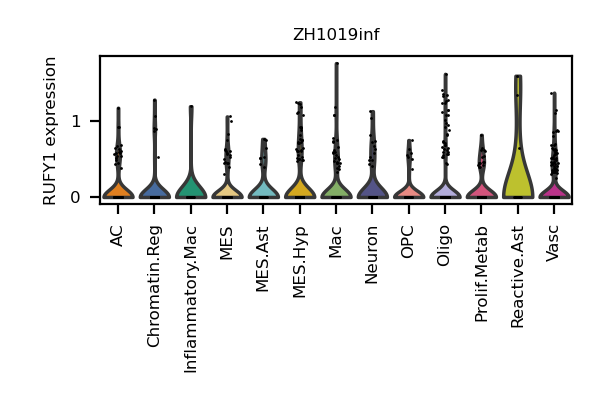 ZH1019inf
RUFY1 expression
1
0
AC
Chromatin.Reg
Inflammatory.Mac
MES
MES.Ast
MES.Hyp
Mac
Neuron
OPC
Oligo
Prolif.Metab
Reactive.Ast
Vasc